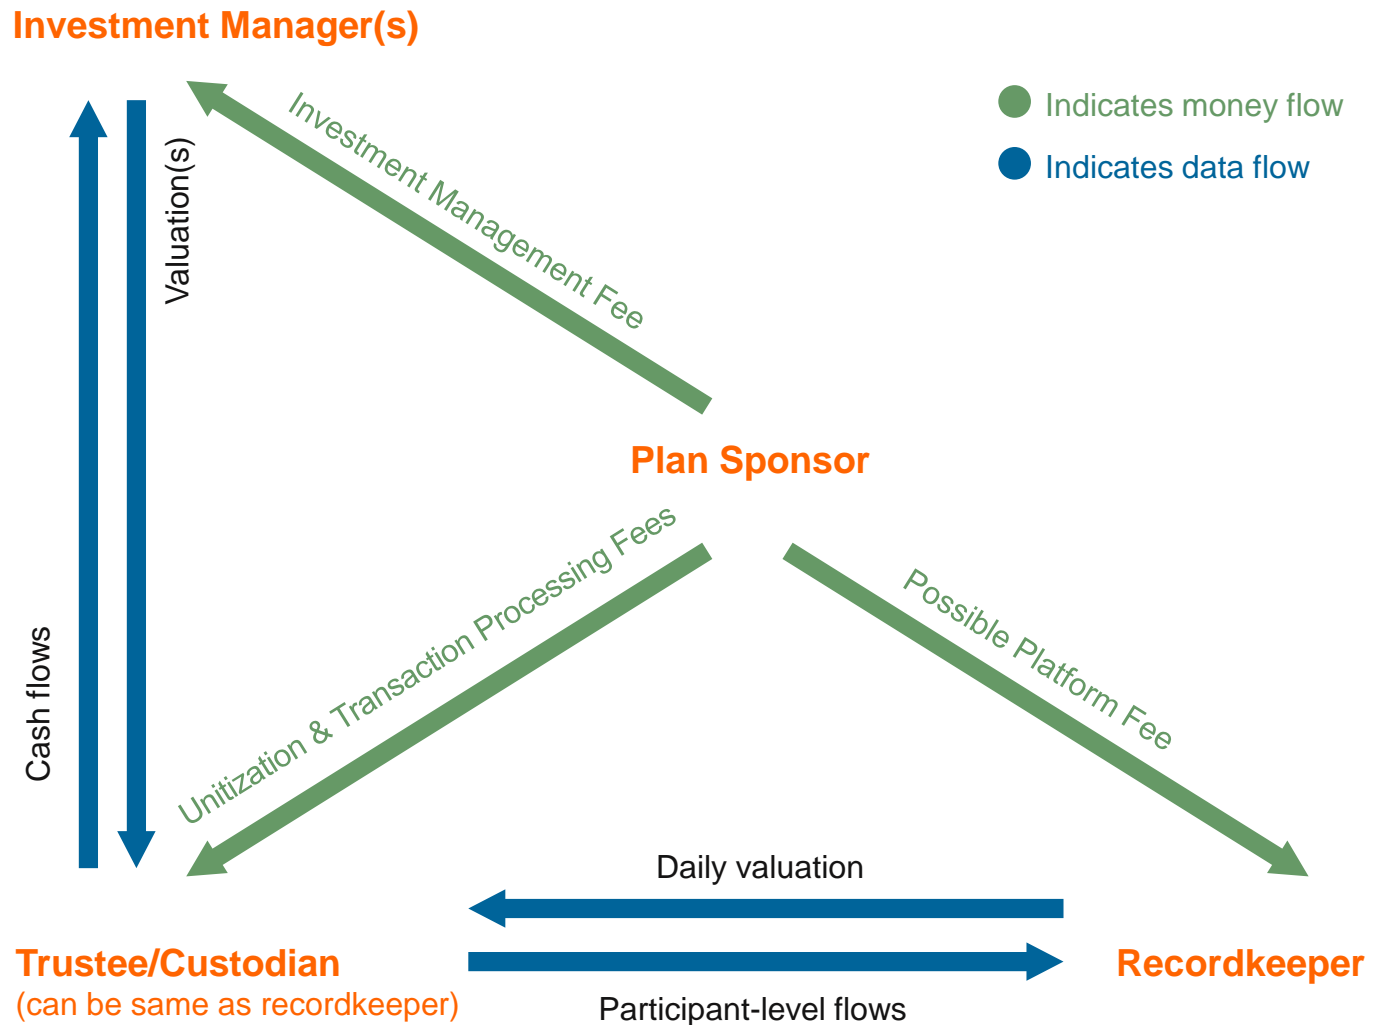 Investment Manager(s)
Indicates money flow
Indicates data flow
Investment Management Fee
Valuation(s)
Cash flows
Plan Sponsor
Unitization & Transaction Processing Fees
Possible Platform Fee
Daily valuation
Trustee/Custodian
(can be same as recordkeeper)
Recordkeeper
Participant-level flows